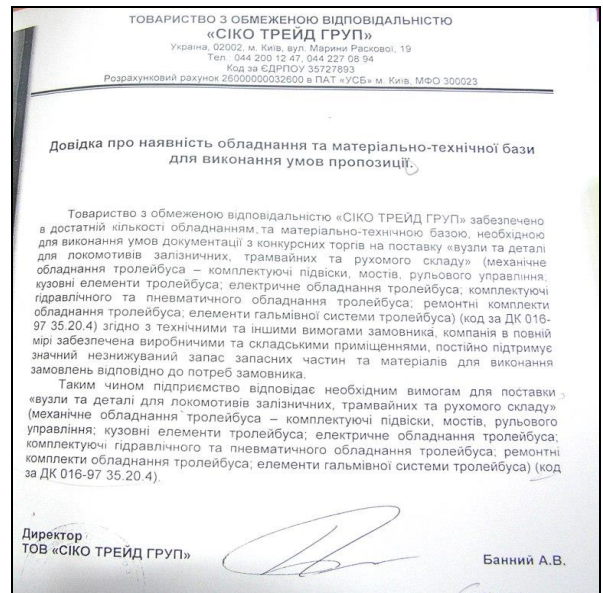 ТОВАРИСТВО З ОБМЕЖЕНОЮ ВІДПОВІДАЛЬНІСТЮ
«СІКО ТРЕЙД ГРУП»
Україна, 02002, м. Київ, вул. Марини Раскової, 19
Тел. 044 200 12 47, 044 227 08 94
Код за ЄДРПОУ 35727893
Розрахунковий рахунок 26000000032600 в ПАТ «УСБ» м. Київ, МФО 300023
Довідка про наявність обладнання та матеріально-технічної бази
для виконання умов пропозиції.
Товариство з обмеженою відповідальністю «СІКО ТРЕЙД ГРУП» забезпечено
в достатній кількості обладнанням, та матеріально-технічною базою, необхідною
для виконання умов документації з конкурсних торгів на поставку «вузли та деталі
для локомотивів залізничних, трамвайних та рухомого складу» (механічне
обладнання тролейбуса – комплектуючі підвіски, мостів, рульового управління;
кузовні елементи тролейбуса; електричне обладнання тролейбуса; комплектуючі
гідравлічного та пневматичного обладнання тролейбуса; ремонтні комплекти
обладнання тролейбуса; елементи гальмівної системи тролейбуса) (код за ДК 016-
97 35.20.4) згідно з технічними та іншими вимогами замовника, компанія в повній
мірі забезпечена виробничими та складськими приміщеннями, постійно підтримує
значний незнижуваний запас запасних частин та матеріалів для виконання
замовлень відповідно до потреб замовника.
Таким чином підприємство відповідає необхідним вимогам для поставки
«вузли та деталі для локомотивів залізничних, трамвайних та рухомого складу»
(механічне обладнання тролейбуса – комплектуючі підвіски, мостів, рульового
управління; кузовні елементи тролейбуса; електричне обладнання тролейбуса;
комплектуючі гідравлічного та пневматичного обладнання тролейбуса; ремонтні
комплекти обладнання тролейбуса; елементи гальмівної системи тролейбуса) (код
за ДК 016-97 35.20.4).
Директор
ТОВ «СІКО ТРЕЙД ГРУП»
Банний А.В.